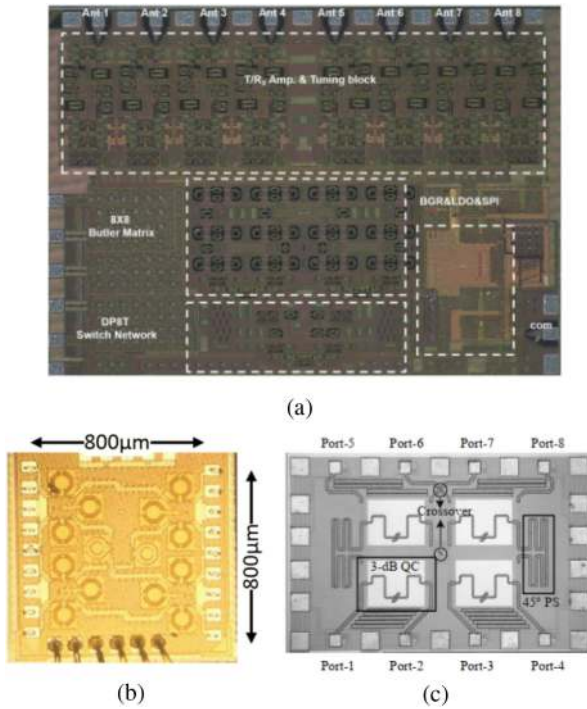 Ant 1 Ant 2 Ant 3 Ant 4 Ant 5 Ant 6 Ant 7 Ant 8
T/Rx Amp. & Tuning block
8X8
Butler Matrix
BGR&LDO&SPI
DP8T
Switch Network
com
(a)
800μm
800μm
(b)
Port-5 Port-6 Port-7 Port-8
Crossover
3-dB QC
45° PS
Port-1 Port-2 Port-3 Port-4
(c)